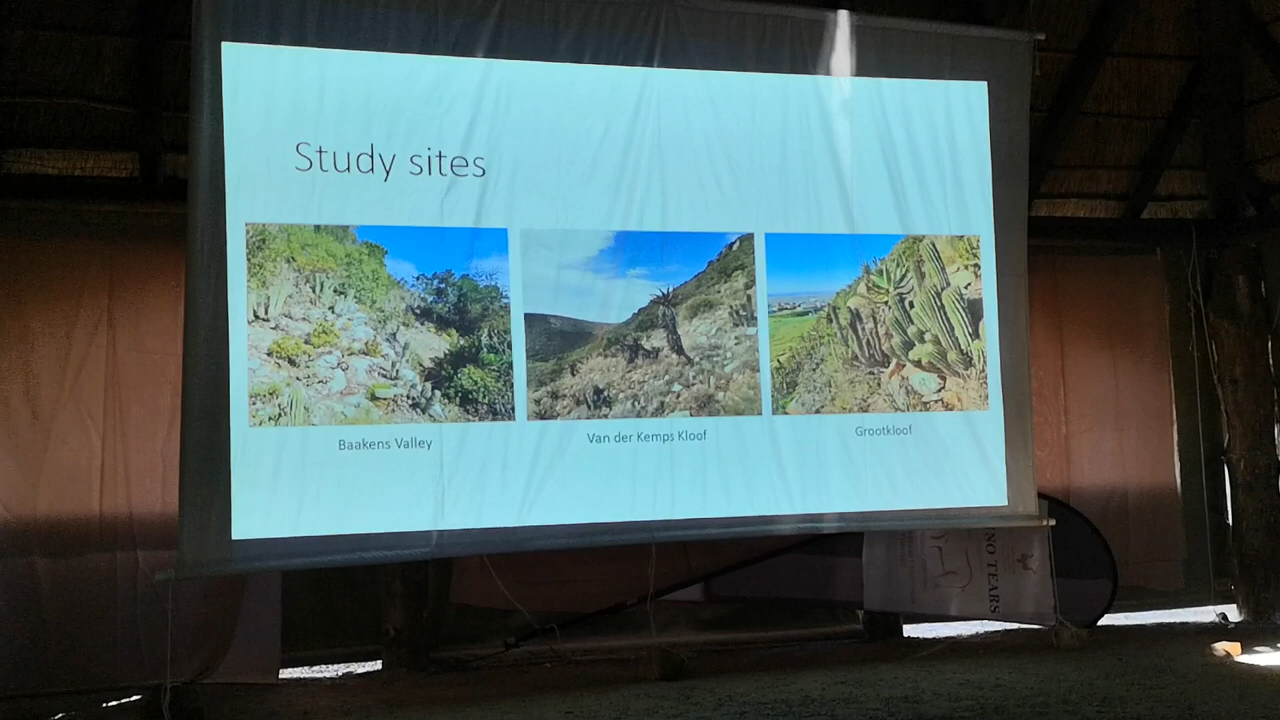 Study sites
Baakens Valley
Van der Kemps Kloof
Grootkloof
NO TEARS